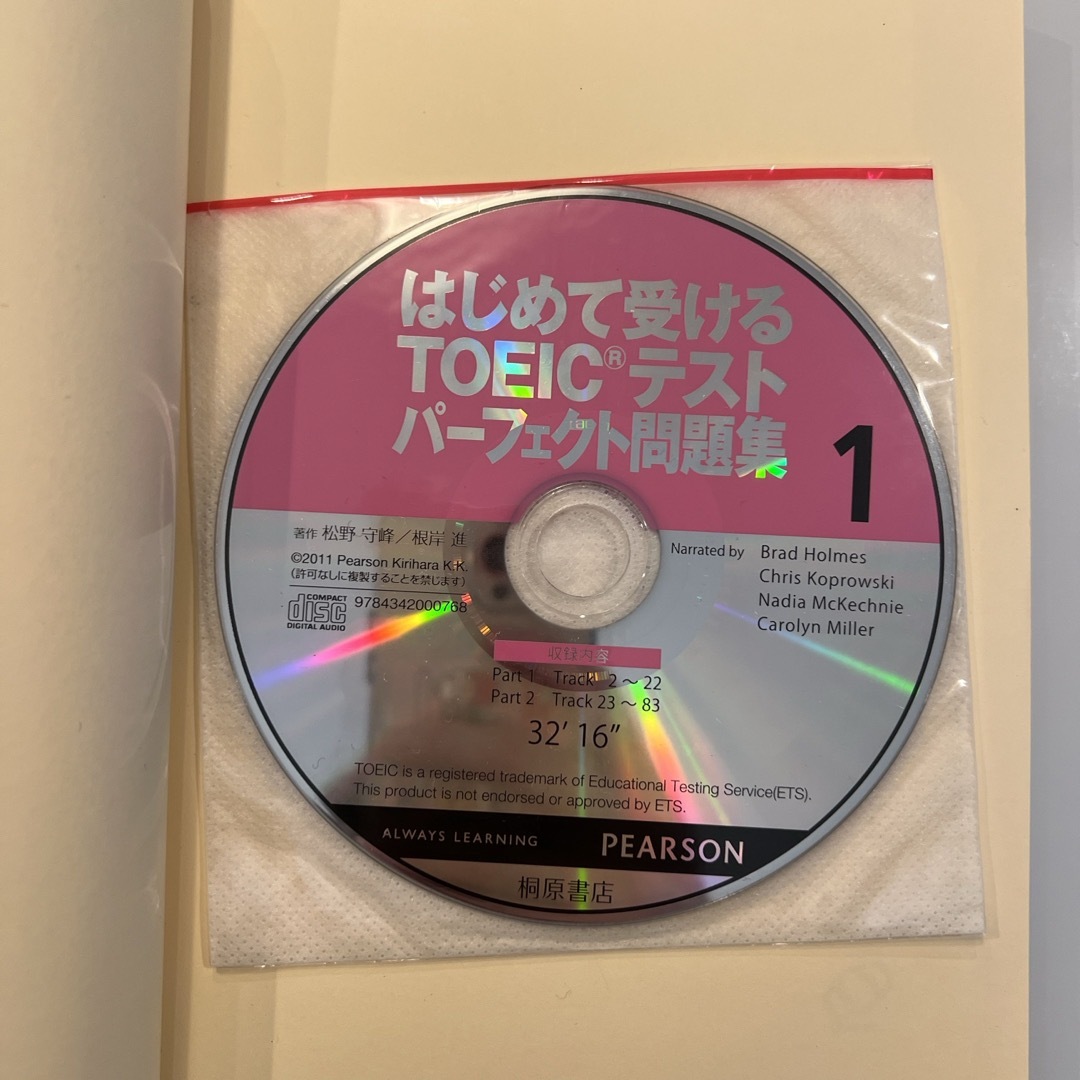 はじめて受ける
TOEIC®テスト
パーフェクト問題集
1
著作 松野 守峰／根岸 進
©2011 Pearson Kirihara K.K.
（許可なしに複製することを禁じます）
COMPACT
disc
DIGITAL AUDIO
9784342000768
Narrated by Brad Holmes
Chris Koprowski
Nadia McKechnie
Carolyn Miller
収録内容
Part 1 Track 2 ～ 22
Part 2 Track 23 ～ 83
32′ 16″
TOEIC is a registered trademark of Educational Testing Service(ETS).
This product is not endorsed or approved by ETS.
ALWAYS LEARNING PEARSON
桐原書店